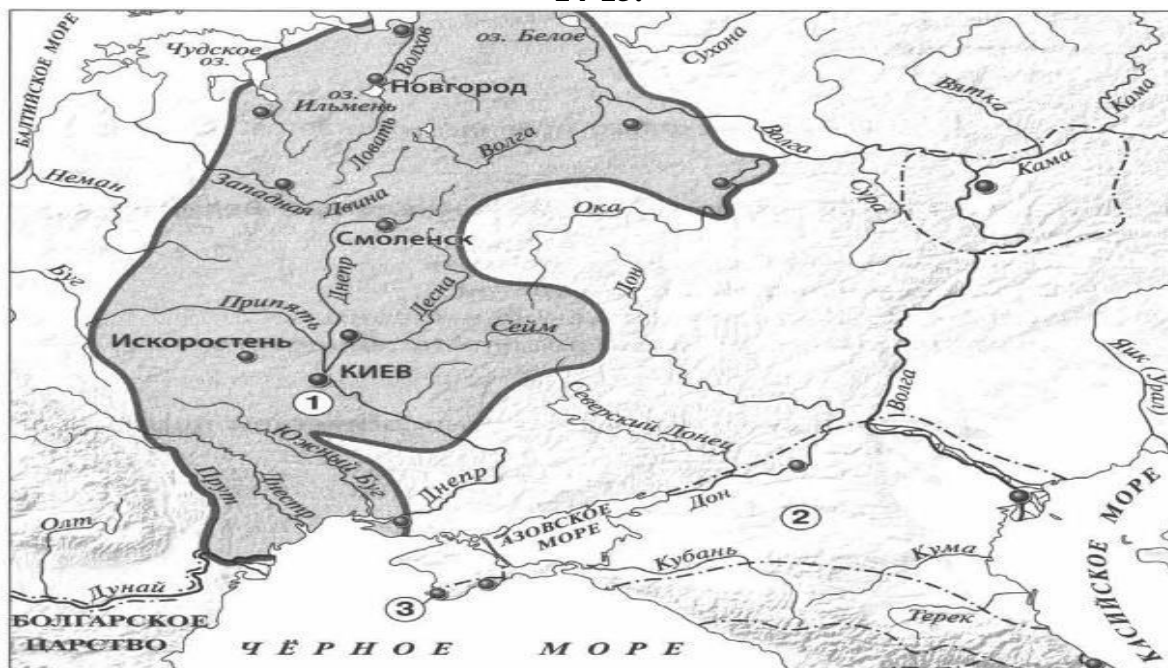 БАЛТИЙСКОЕ МОРЕ
Чудское
оз.
Волхов
оз. Белое
Сухона
Новгород
оз.
Ильмень
Ловать
Волга
Волга
Вятка
Кама
Кама
Сура
Неман
Западная Двина
Ока
Смоленск
Днепр
Десна
Дон
Буг
Припять
Сейм
Искоростень
КИЕВ
1
Волга
Яик (Урал)
Северский Донец
Южный Буг
Прут
Днестр
Днепр
Дон
2
Олт
АЗОВСКОЕ
МОРЕ
Кубань
Кума
Терек
КАСПИЙСКОЕ МОРЕ
Дунай
3
БОЛГАРСКОЕ
ЦАРСТВО
ЧЁРНОЕ МОРЕ